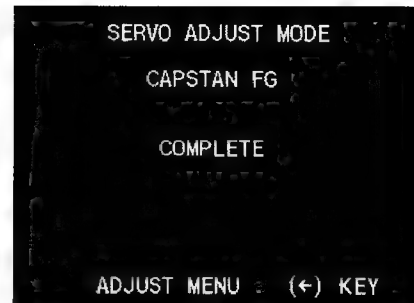 SERVO ADJUST MODE
CAPSTAN FG
COMPLETE
ADJUST MENU : (←) KEY